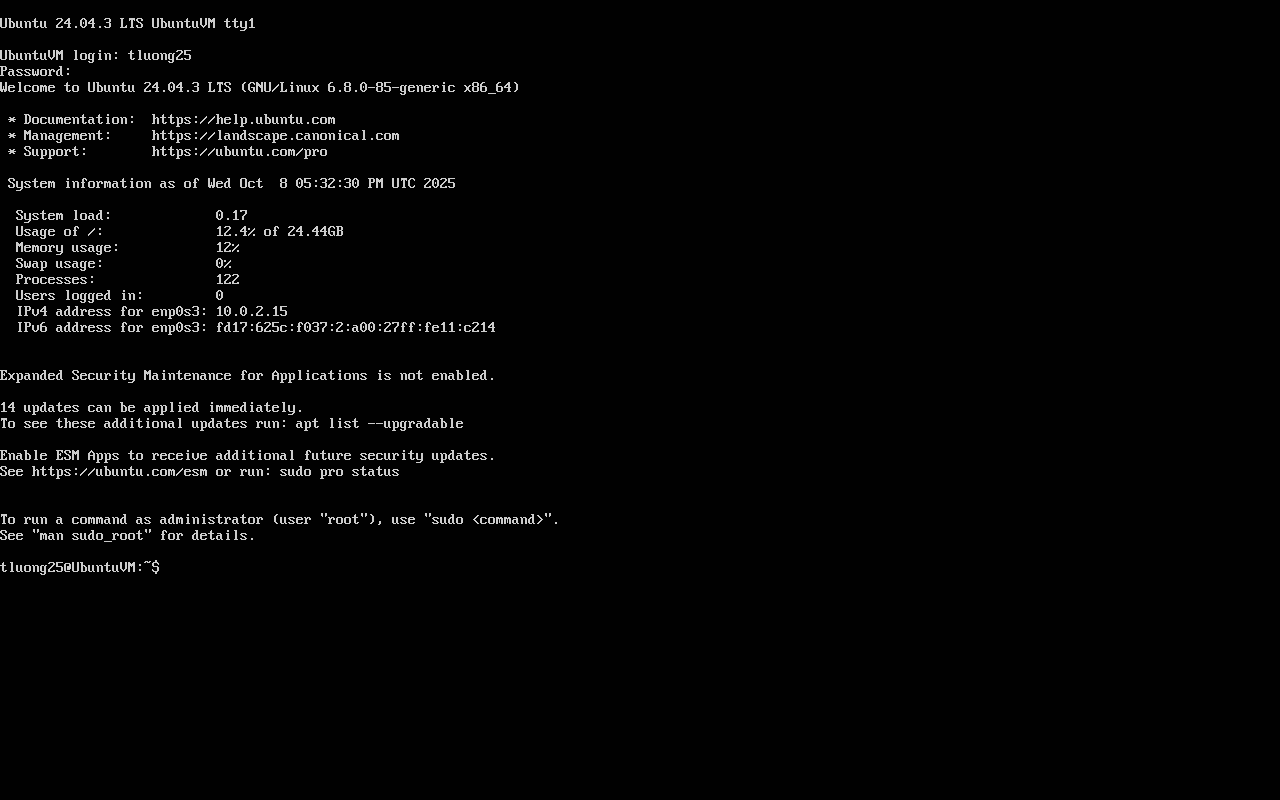 Ubuntu 24.04.3 LTS UbuntuVM tty1
UbuntuVM login: tluong25
Password:
Welcome to Ubuntu 24.04.3 LTS (GNU/Linux 6.8.0-85-generic x86_64)
* Documentation:  https://help.ubuntu.com
* Management:     https://landscape.canonical.com
* Support:        https://ubuntu.com/pro
System information as of Wed Oct  8 05:32:30 PM UTC 2025
System load:             0.17
Usage of /:              12.4% of 24.44GB
Memory usage:            12%
Swap usage:              0%
Processes:               122
Users logged in:         0
IPv4 address for enp0s3: 10.0.2.15
IPv6 address for enp0s3: fd17:625c:f037:2:a00:27ff:fe11:c214
Expanded Security Maintenance for Applications is not enabled.
14 updates can be applied immediately.
To see these additional updates run: apt list --upgradable
Enable ESM Apps to receive additional future security updates.
See https://ubuntu.com/esm or run: sudo pro status
To run a command as administrator (user "root"), use "sudo <command>".
See "man sudo_root" for details.
tluong25@UbuntuVM:~$